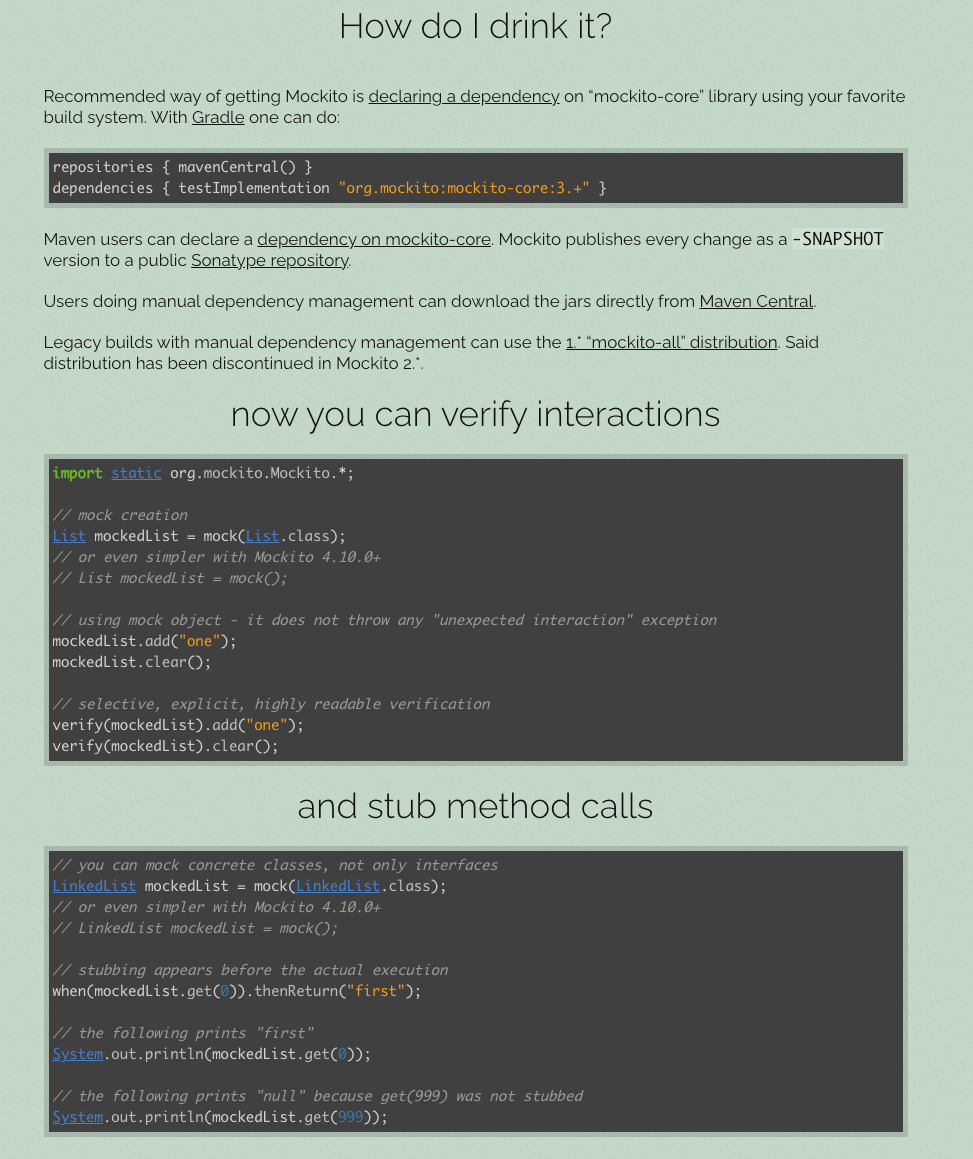 How do I drink it?
Recommended way of getting Mockito is declaring a dependency on “mockito-core” library using your favorite
build system. With Gradle one can do:
repositories { mavenCentral() }
dependencies { testImplementation "org.mockito:mockito-core:3.+" }
Maven users can declare a dependency on mockito-core. Mockito publishes every change as a -SNAPSHOT
version to a public Sonatype repository.
Users doing manual dependency management can download the jars directly from Maven Central.
Legacy builds with manual dependency management can use the 1.* “mockito-all” distribution. Said
distribution has been discontinued in Mockito 2.*.
now you can verify interactions
import static org.mockito.Mockito.*;
// mock creation
List mockedList = mock(List.class);
// or even simpler with Mockito 4.10.0+
// List mockedList = mock();
// using mock object - it does not throw any "unexpected interaction" exception
mockedList.add("one");
mockedList.clear();
// selective, explicit, highly readable verification
verify(mockedList).add("one");
verify(mockedList).clear();
and stub method calls
// you can mock concrete classes, not only interfaces
LinkedList mockedList = mock(LinkedList.class);
// or even simpler with Mockito 4.10.0+
// LinkedList mockedList = mock();
// stubbing appears before the actual execution
when(mockedList.get(0)).thenReturn("first");
// the following prints "first"
System.out.println(mockedList.get(0));
// the following prints "null" because get(999) was not stubbed
System.out.println(mockedList.get(999));